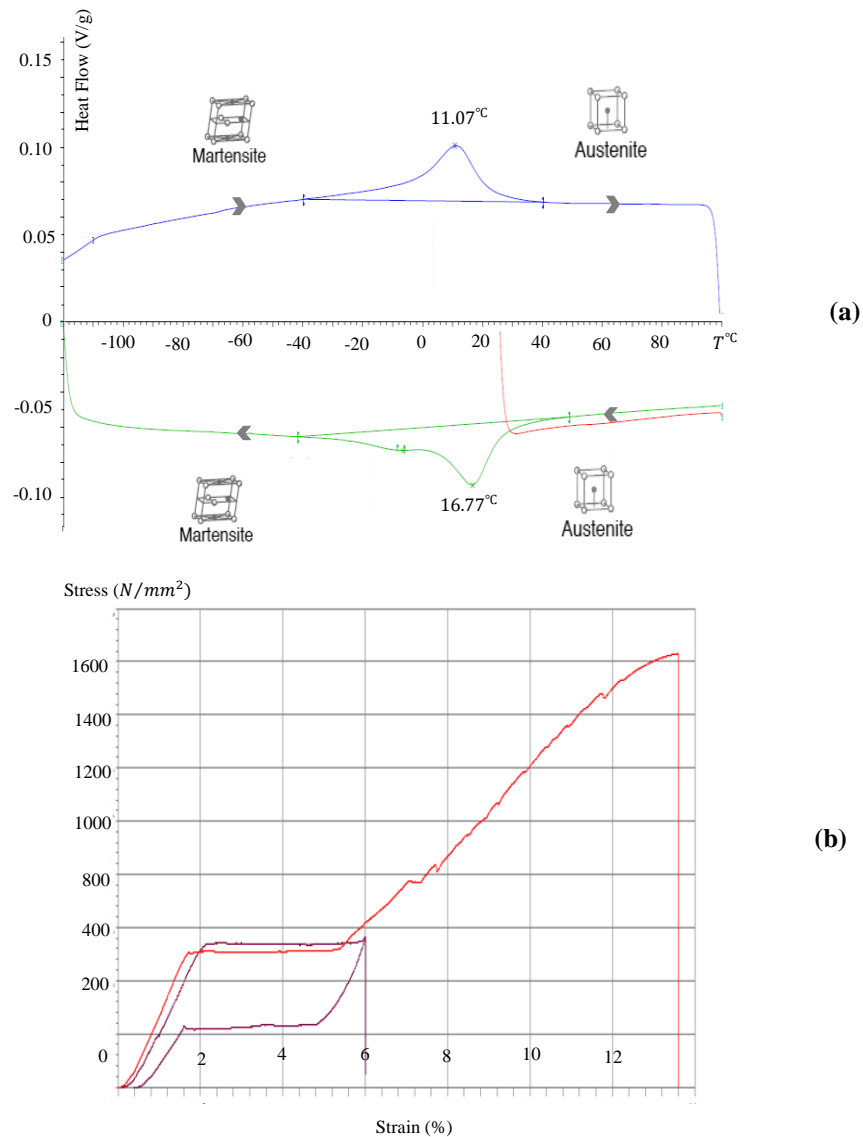 Heat Flow (V/g)
0.15
0.10
0.05
0
-0.05
-0.10
11.07℃
Martensite
Austenite
-100 -80 -60 -40 -20 0 20 40 60 80 T℃
(a)
16.77℃
Martensite
Austenite
Stress (N/mm²)
1600
1400
1200
1000
800
400
200
0
2 4 6 8 10 12
(b)
Strain (%)